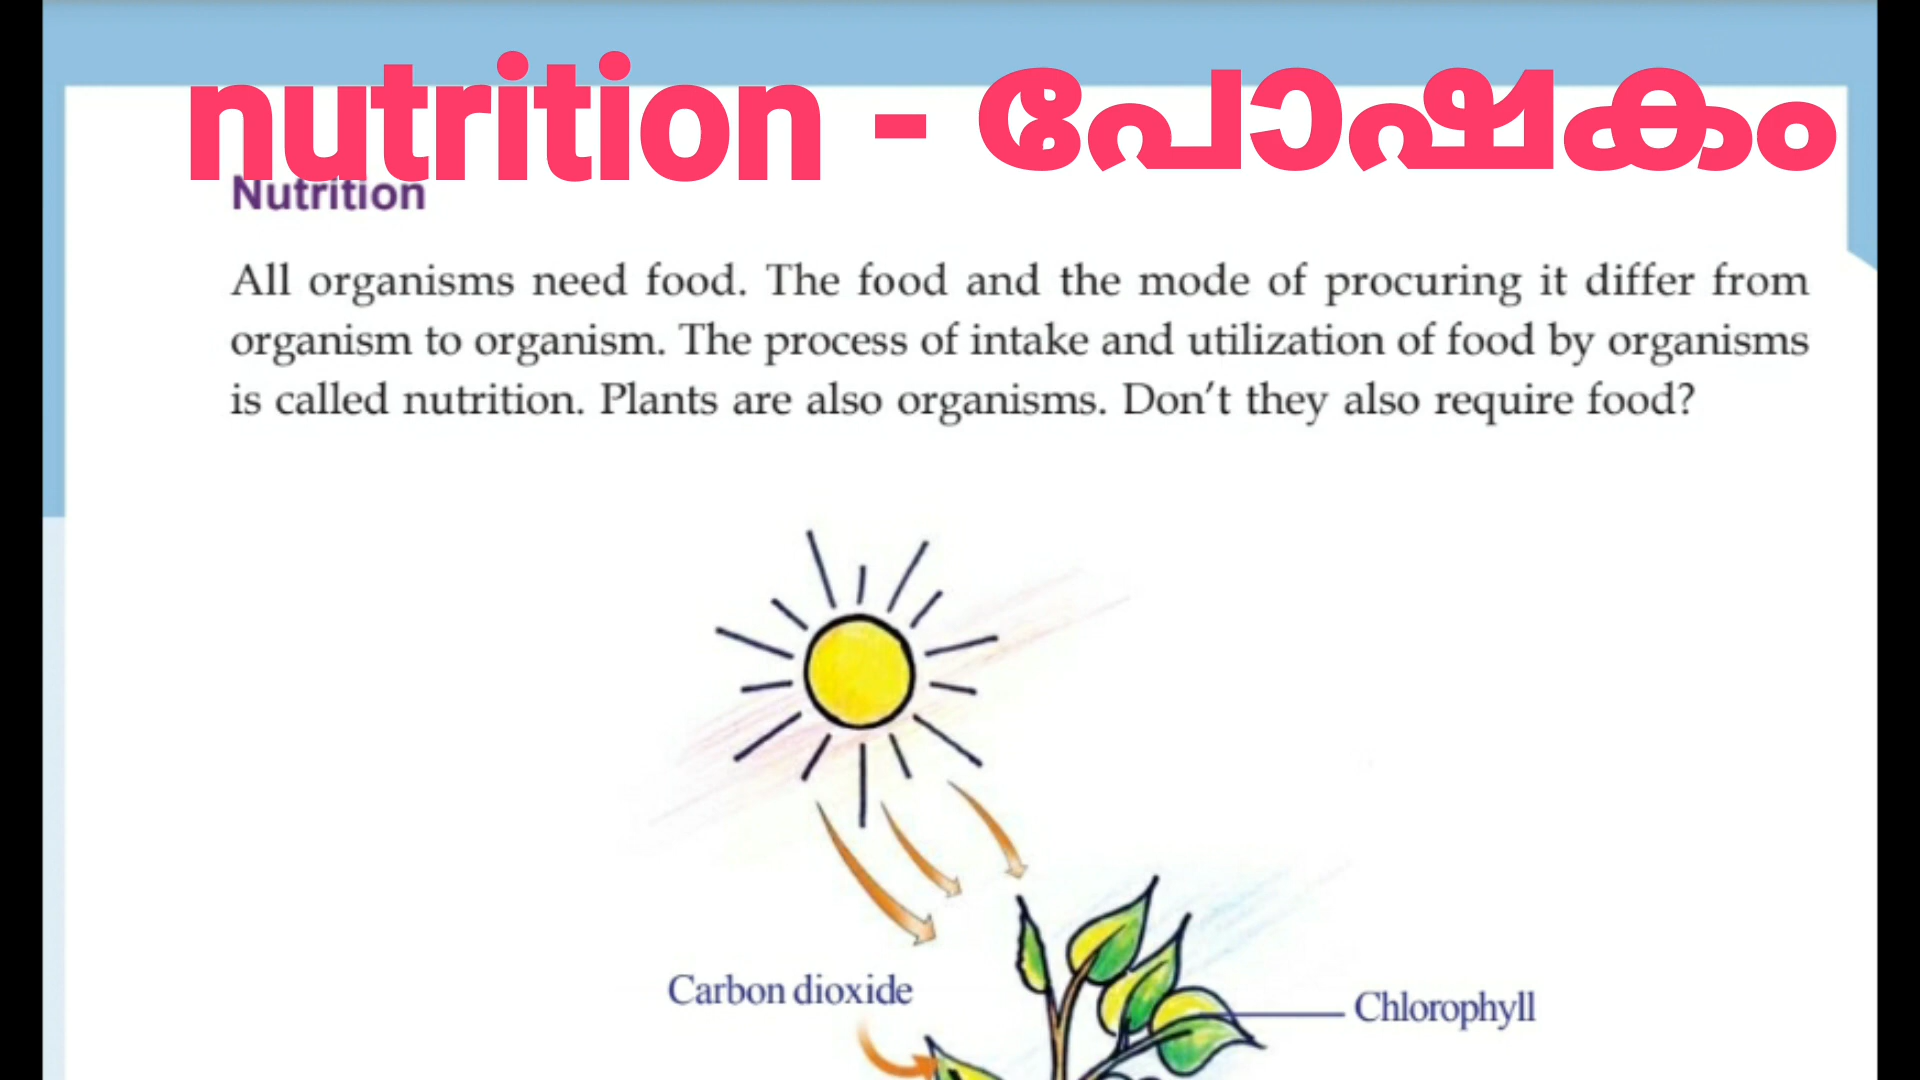 nutrition - പോഷകം
Nutrition
All organisms need food. The food and the mode of procuring it differ from
organism to organism. The process of intake and utilization of food by organisms
is called nutrition. Plants are also organisms. Don't they also require food?
Carbon dioxide
Chlorophyll